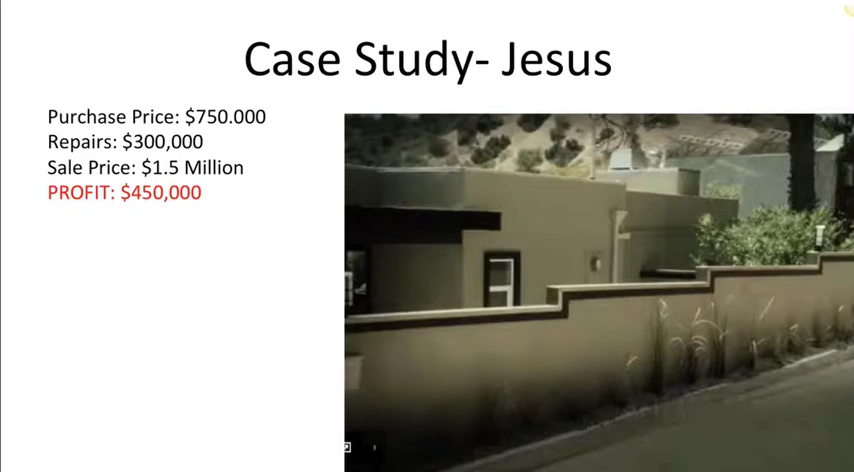 Case Study- Jesus
Purchase Price: $750.000
Repairs: $300,000
Sale Price: $1.5 Million
PROFIT: $450,000